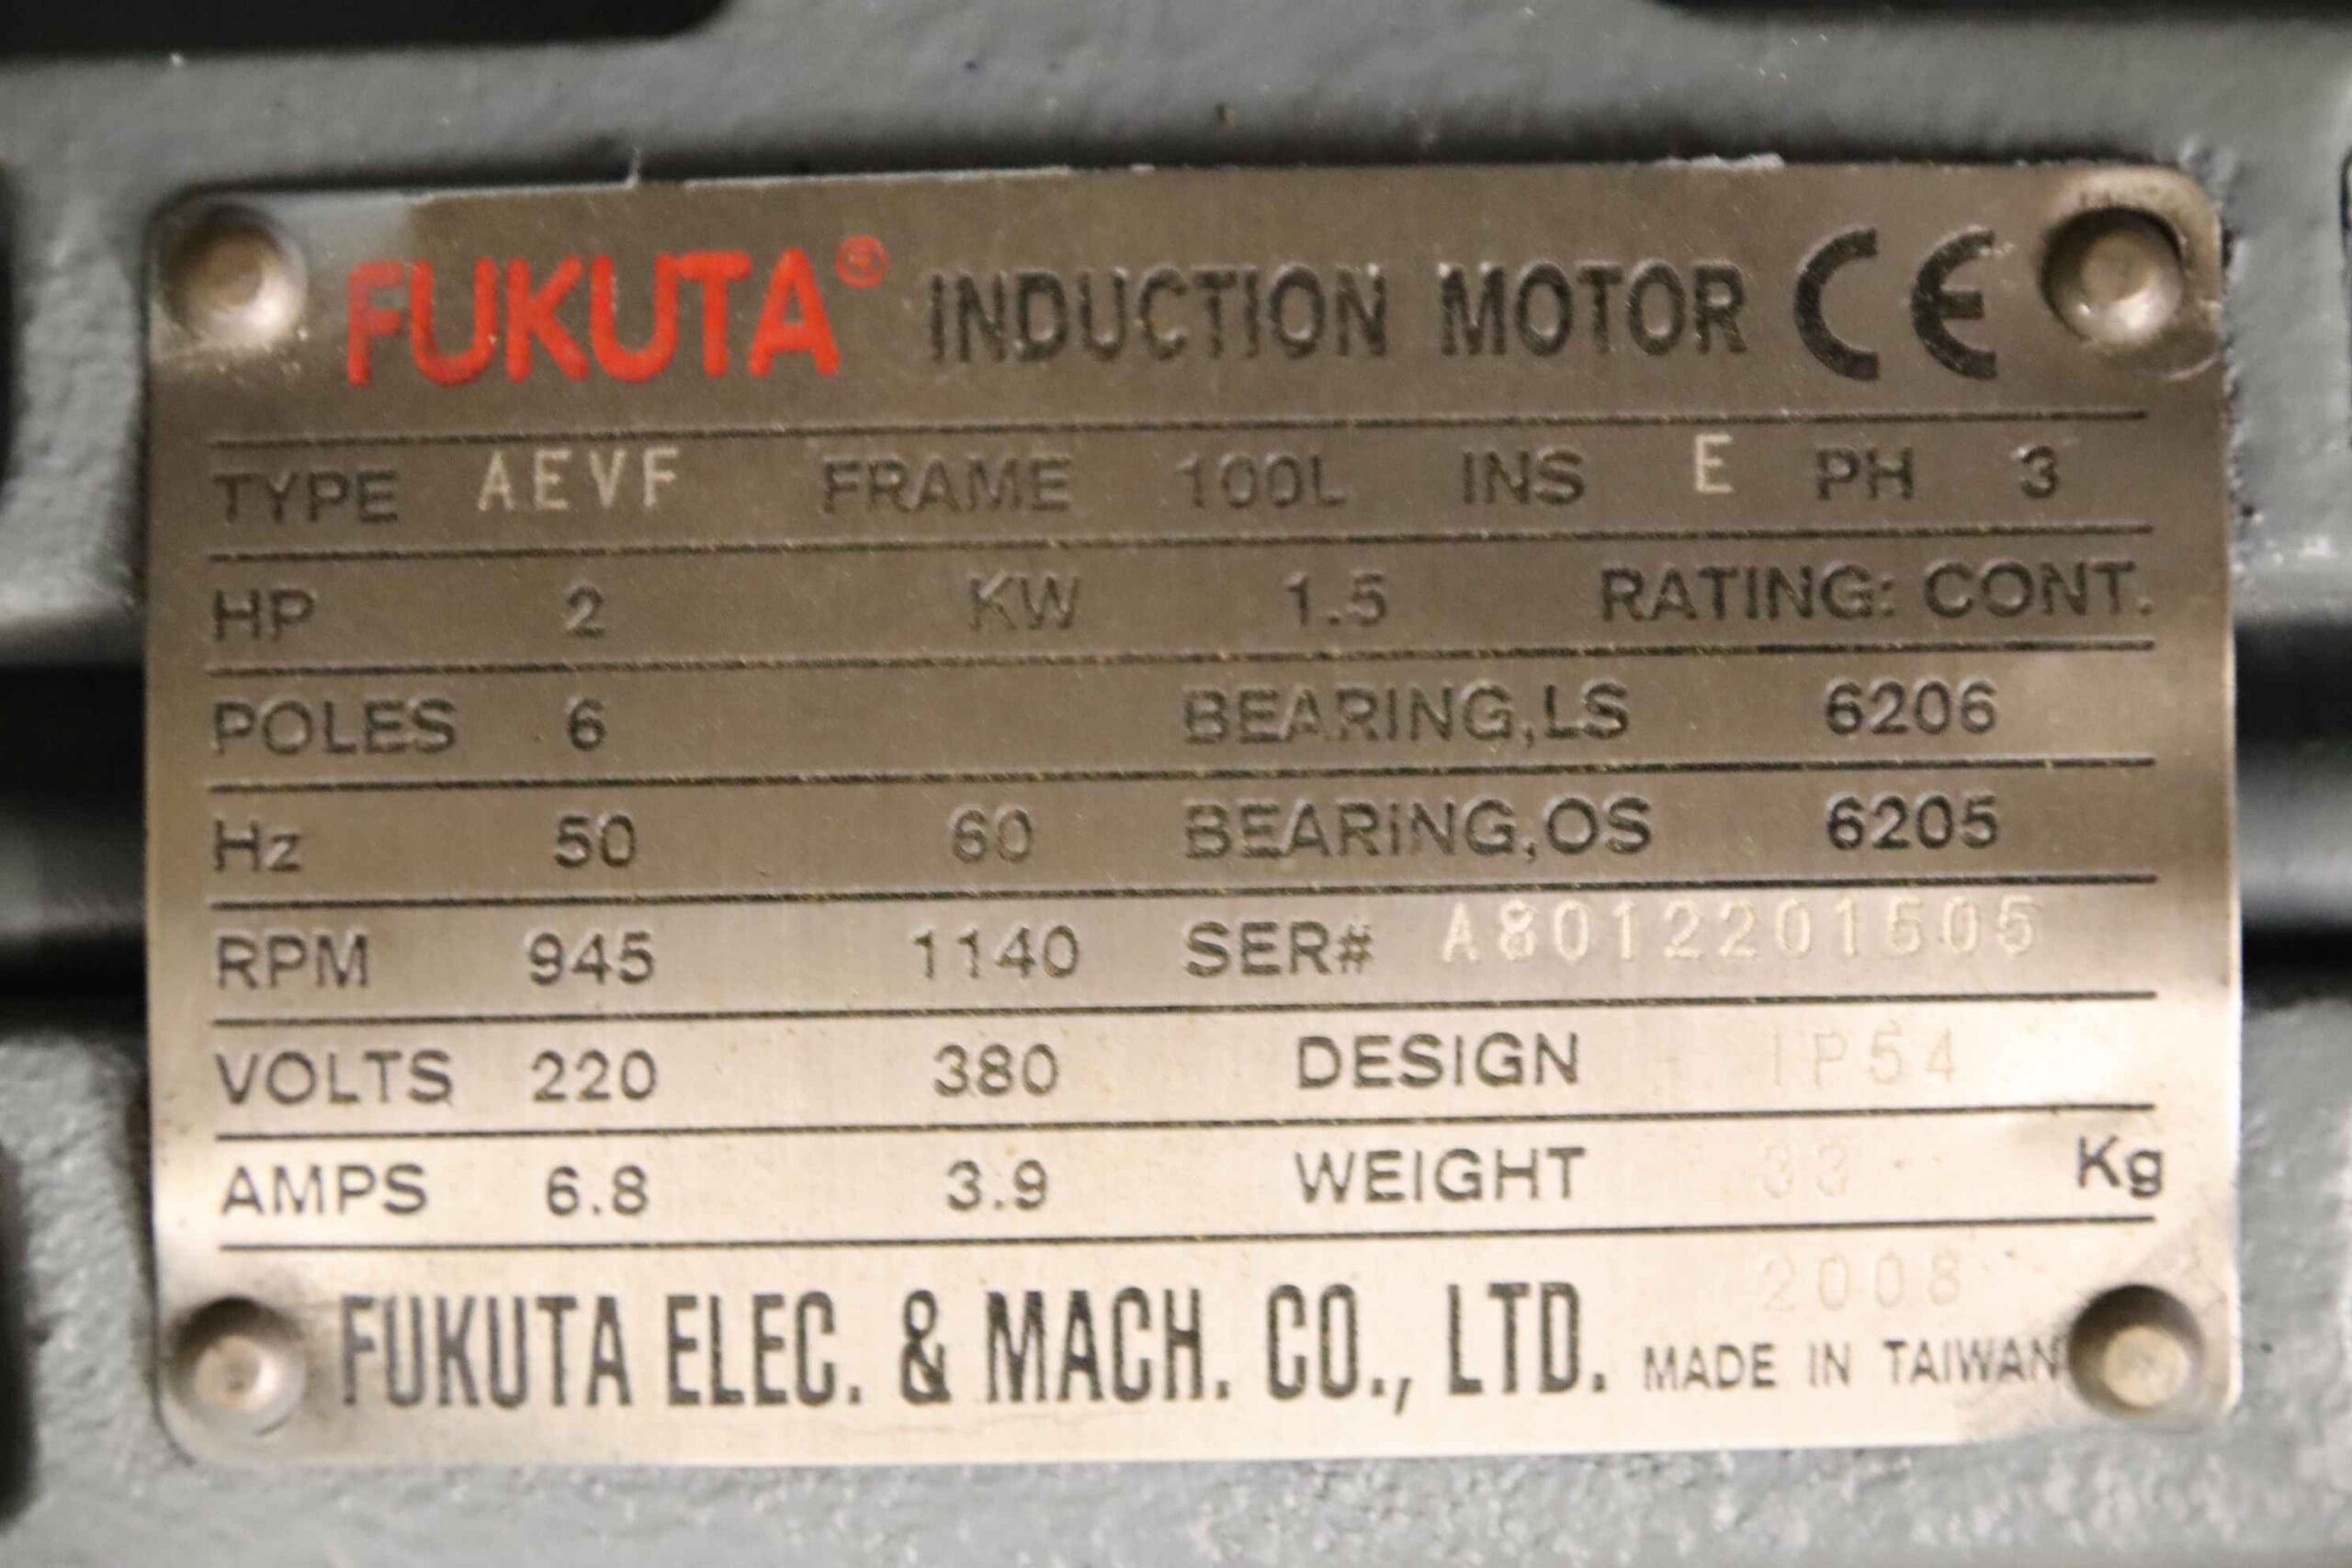 FUKUTA® INDUCTION MOTOR CE
TYPE AEVF FRAME 100L INS E PH 3
HP 2 KW 1.5 RATING: CONT.
POLES 6 BEARING,LS 6206
Hz 50 60 BEARING,OS 6205
RPM 945 1140 SER# A8012201505
VOLTS 220 380 DESIGN IP54
AMPS 6.8 3.9 WEIGHT 33 Kg
2008
FUKUTA ELEC. & MACH. CO., LTD. MADE IN TAIWAN